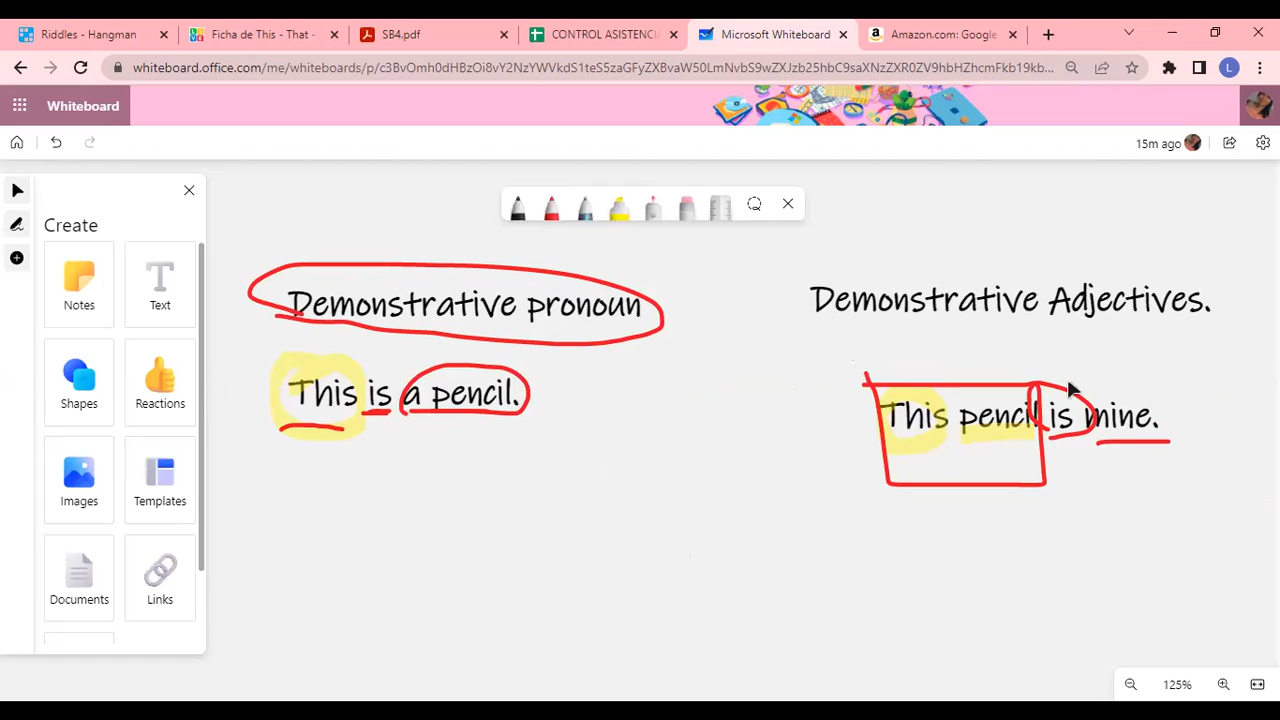 Riddles - Hangman
Ficha de This - That -
SB4.pdf
CONTROL ASISTENCI
Microsoft Whiteboard
Amazon.com: Google
whiteboard.office.com/me/whiteboards/p/
L
Whiteboard
15m ago
Create
Notes
Text
Shapes
Reactions
Images
Templates
Documents
Links
Demonstrative pronoun
This is a pencil.
Demonstrative Adjectives.
This pencil is mine.
125%